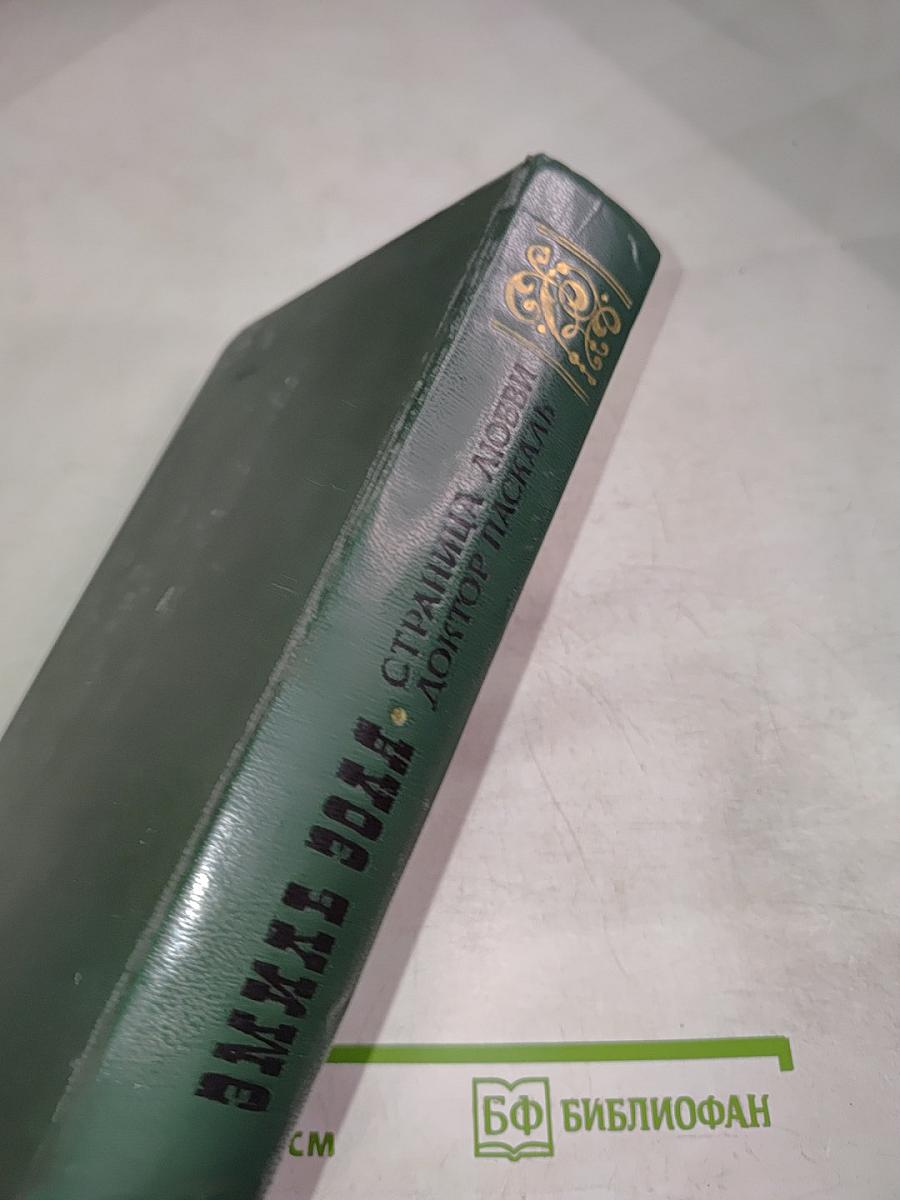 ЭМИЛЬ ЗОЛЯ • СТРАНИЦА ЛЮБВИ
ДОКТОР ПАСКАЛЬ
см
БФ БИБЛИОФАН